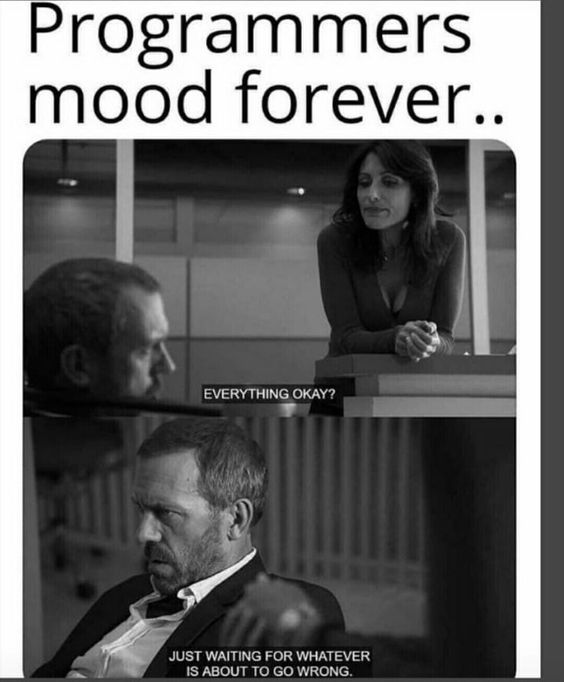 Programmers
mood forever..
EVERYTHING OKAY?
JUST WAITING FOR WHATEVER
IS ABOUT TO GO WRONG.